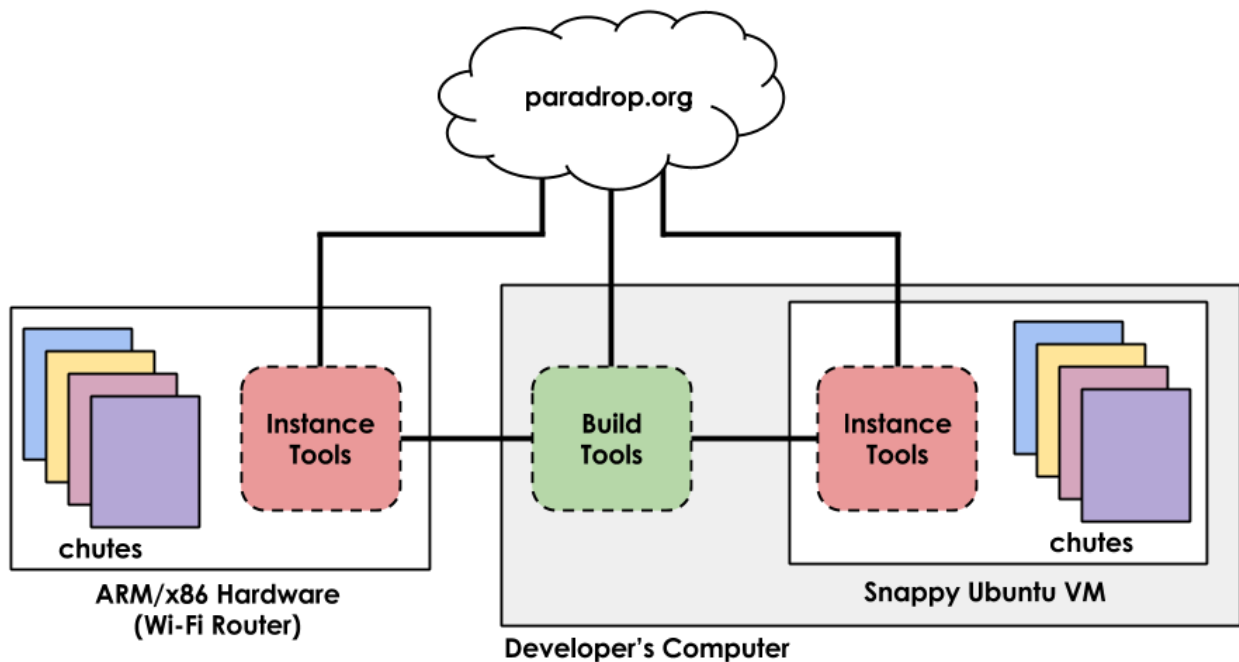 paradrop.org
Instance
Tools
Build
Tools
Instance
Tools
chutes
chutes
ARM/x86 Hardware
(Wi-Fi Router)
Snappy Ubuntu VM
Developer's Computer